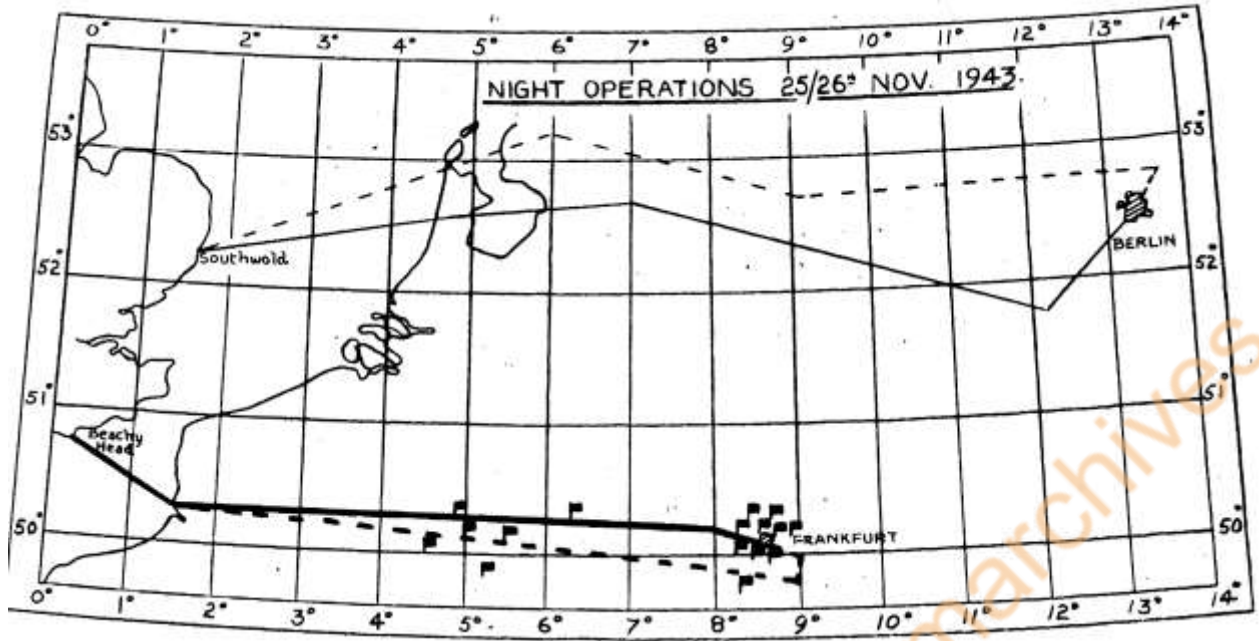 0° 1° 2° 3° 4° 5° 6° 7° 8° 9° 10° 11° 12° 13° 14°
NIGHT OPERATIONS 25/26ᵗʰ NOV. 1943.
53° 53°
Southwold
BERLIN
52° 52°
51° 51°
Beachy
Head
50° 50°
FRANKFURT
0° 1° 2° 3° 4° 5° 6° 7° 8° 9° 10° 11° 12° 13° 14°
marchives